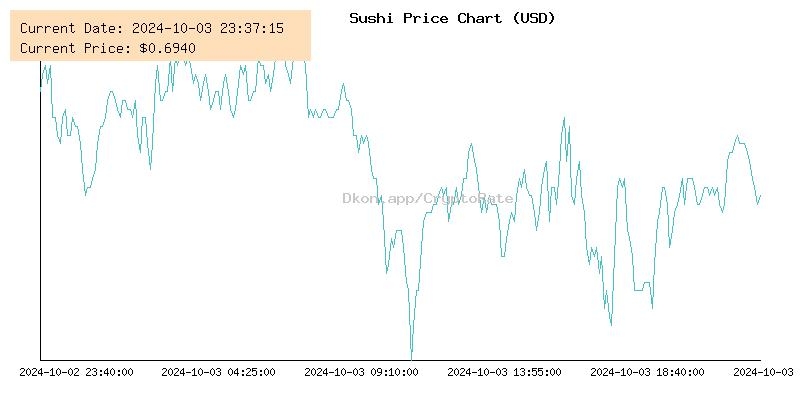 Sushi Price Chart (USD)
Current Date: 2024-10-03 23:37:15
Current Price: $0.6940
Dkon.app/CryptoRate
2024-10-02 23:40:00 2024-10-03 04:25:00 2024-10-03 09:10:00 2024-10-03 13:55:00 2024-10-03 18:40:00 2024-10-03